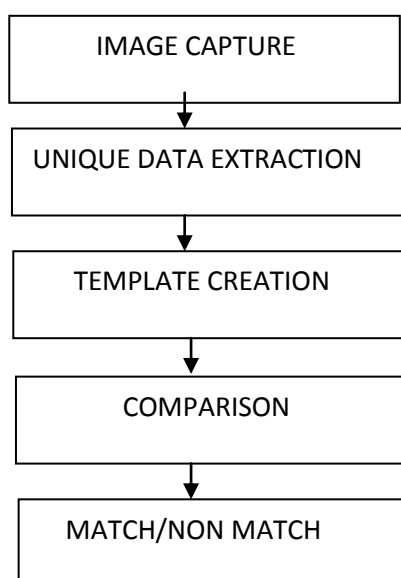 IMAGE CAPTURE
UNIQUE DATA EXTRACTION
TEMPLATE CREATION
COMPARISON
MATCH/NON MATCH